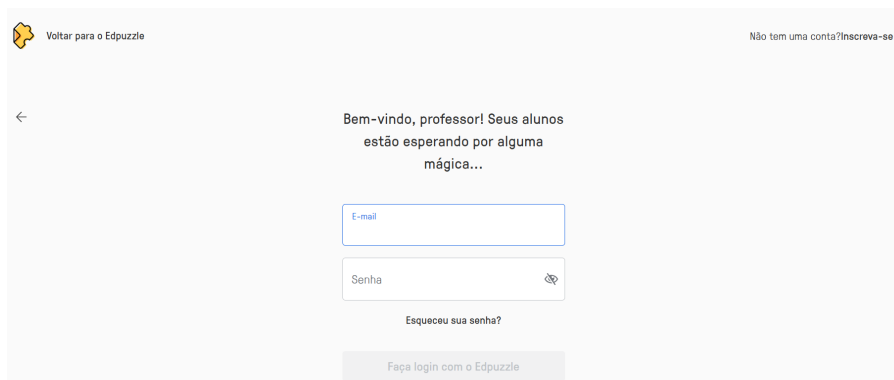 Voltar para o Edpuzzle
Não tem uma conta?Inscreva-se
Bem-vindo, professor! Seus alunos
estão esperando por alguma
mágica...
E-mail
Senha
Esqueceu sua senha?
Faça login com o Edpuzzle